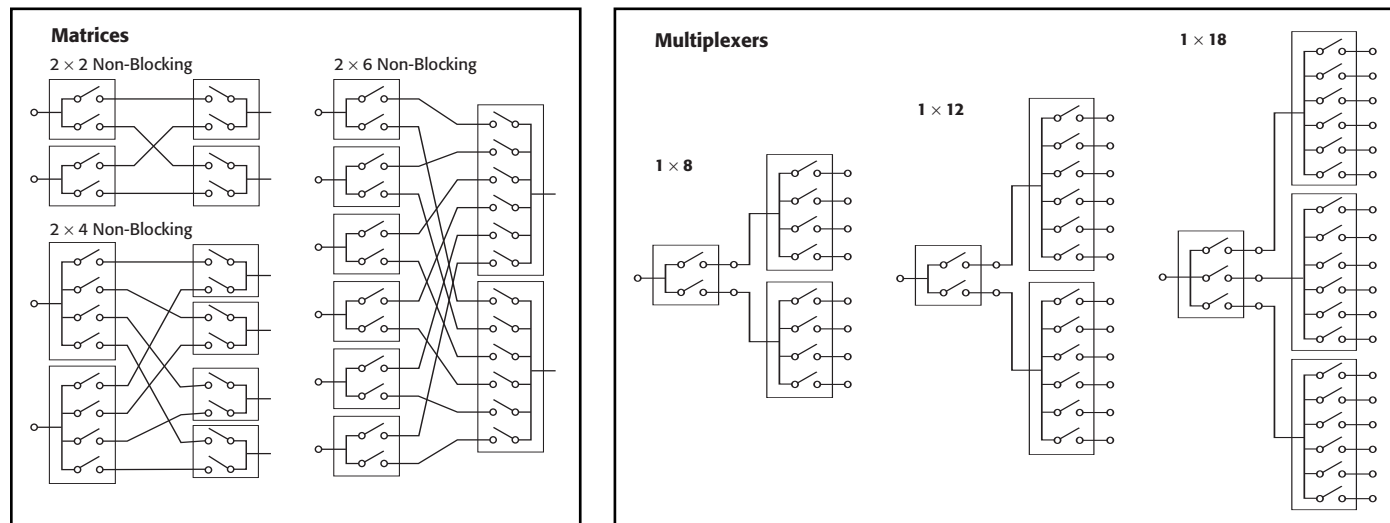 Matrices
2 × 2 Non-Blocking
2 × 6 Non-Blocking
2 × 4 Non-Blocking
Multiplexers
1 × 8
1 × 12
1 × 18